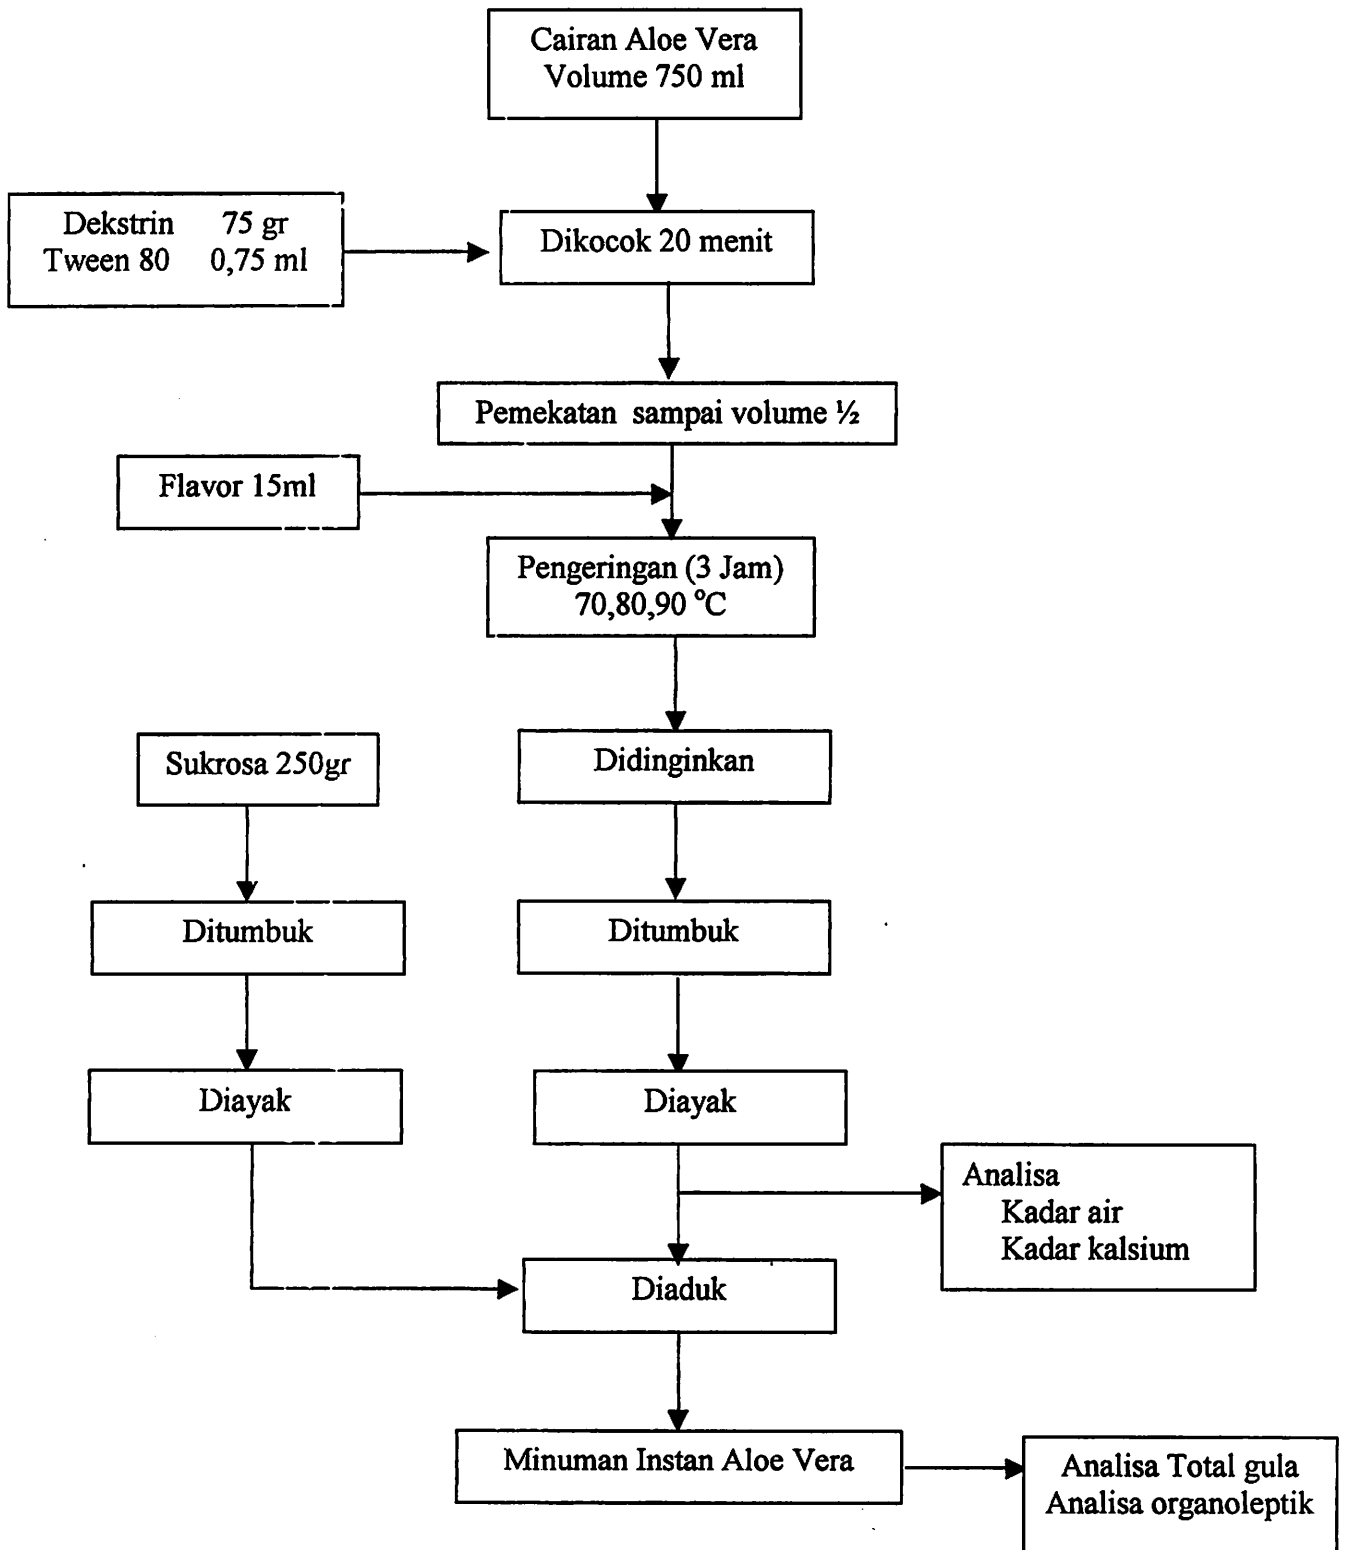 Cairan Aloe Vera
Volume 750 ml
Dekstrin 75 gr
Tween 80 0,75 ml
Dikocok 20 menit
Pemekatan sampai volume ½
Flavor 15ml
Pengeringan (3 Jam)
70,80,90 °C
Sukrosa 250gr
Didinginkan
Ditumbuk
Ditumbuk
Diayak
Diayak
Analisa
Kadar air
Kadar kalsium
Diaduk
Minuman Instan Aloe Vera
Analisa Total gula
Analisa organoleptik